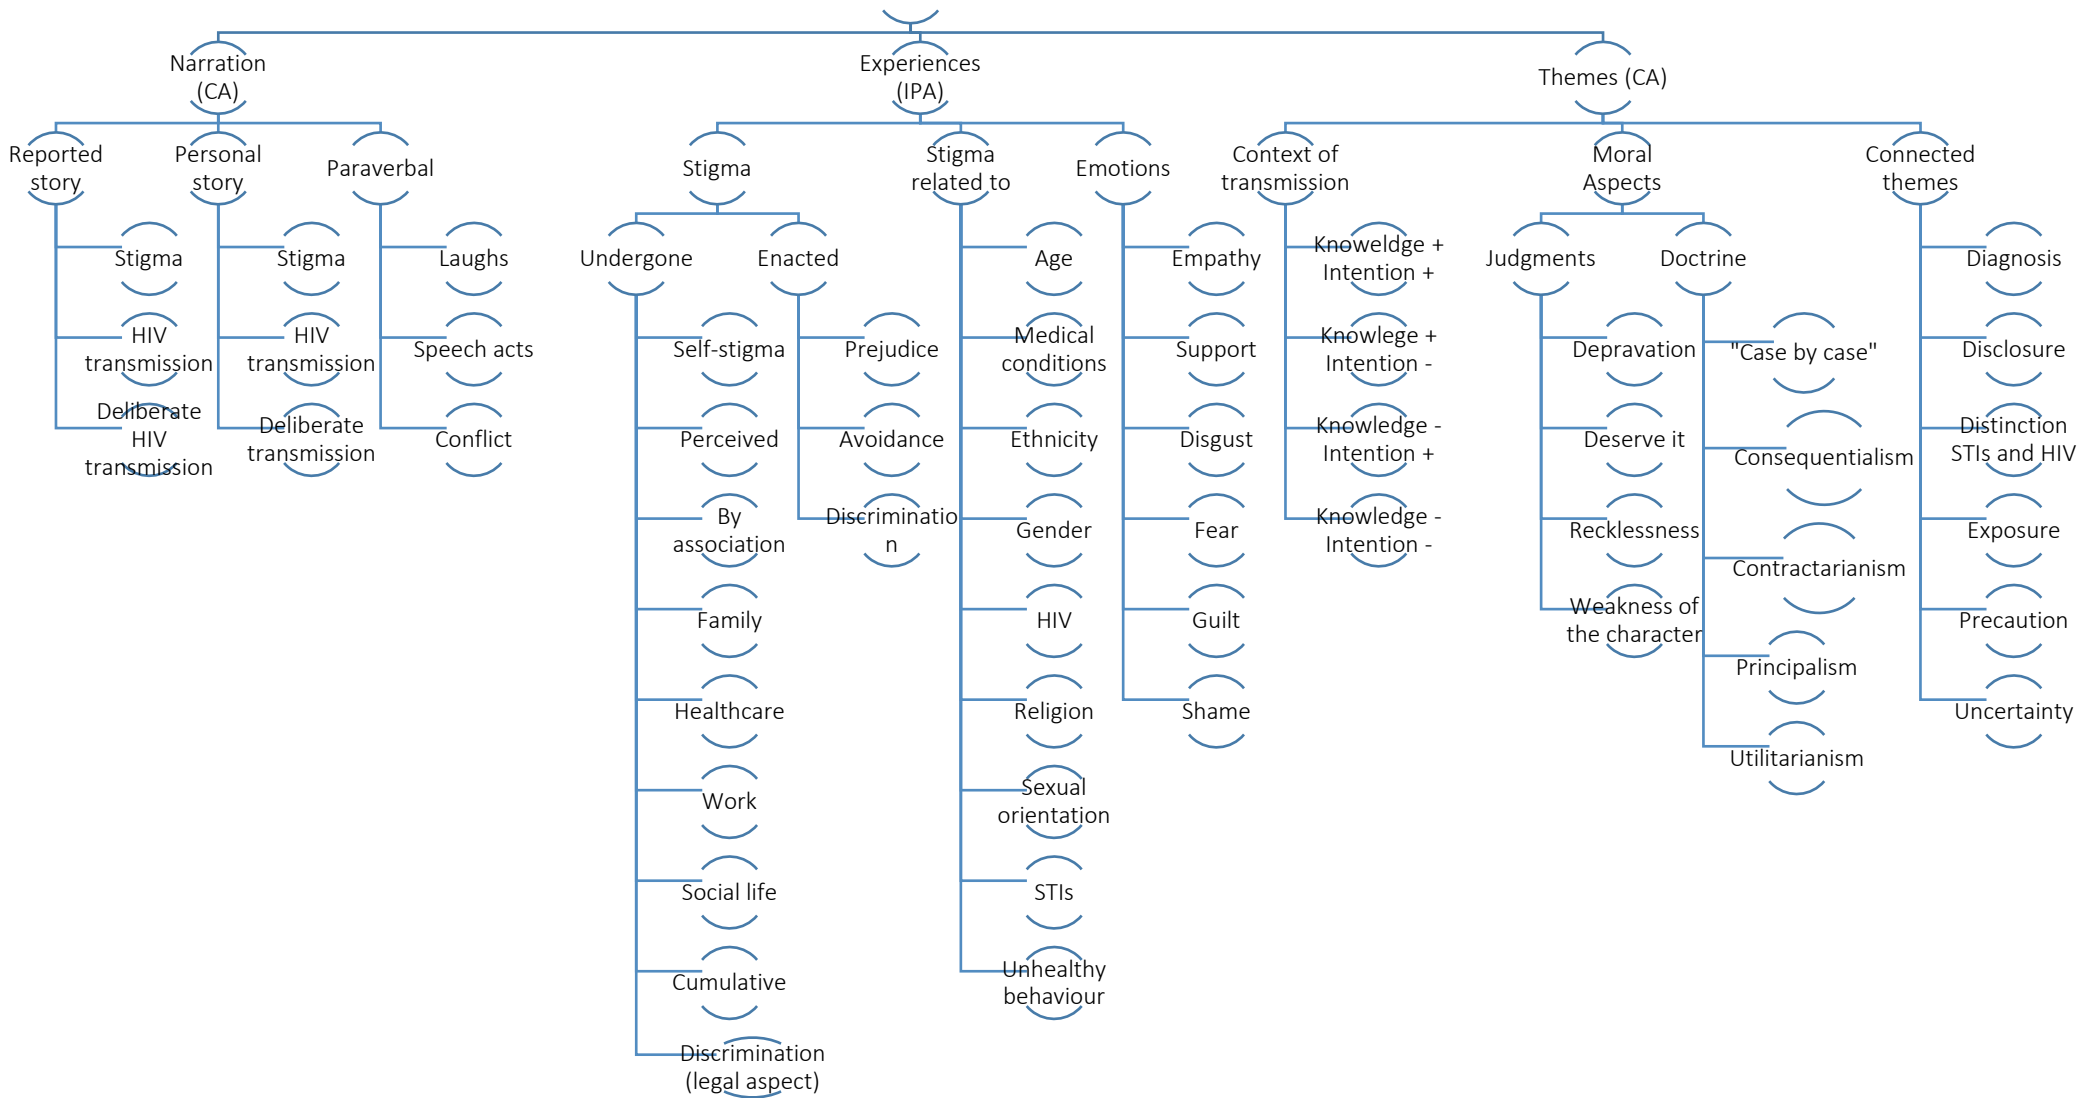 Narration
(CA)
Experiences
(IPA)
Themes (CA)
Reported
story
Personal
story
Paraverbal
Stigma
Stigma
related to
Emotions
Context of
transmission
Moral
Aspects
Connected
themes
Stigma
HIV
transmission
Deliberate
HIV
transmission
Stigma
HIV
transmission
Deliberate
transmission
Laughs
Speech acts
Conflict
Undergone
Self-stigma
Perceived
By
association
Family
Healthcare
Work
Social life
Cumulative
Discrimination
(legal aspect)
Enacted
Prejudice
Avoidance
Discriminatio
n
Age
Medical
conditions
Ethnicity
Gender
HIV
Religion
Sexual
orientation
STIs
Unhealthy
behaviour
Empathy
Support
Disgust
Fear
Guilt
Shame
Knoweldge +
Intention +
Knowlege +
Intention -
Knowledge -
Intention +
Knowledge -
Intention -
Judgments
Depravation
Deserve it
Recklessness
Weakness of
the character
Doctrine
"Case by case"
Consequentialism
Contractarianism
Principalism
Utilitarianism
Diagnosis
Disclosure
Distinction
STIs and HIV
Exposure
Precaution
Uncertainty